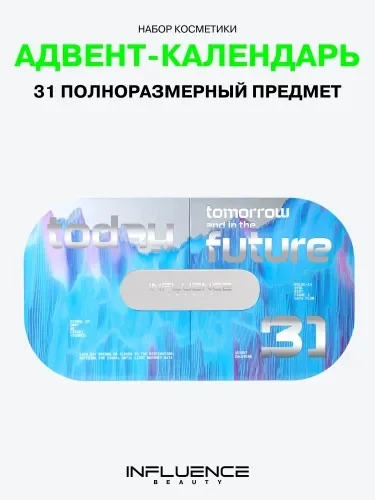 НАБОР КОСМЕТИКИ
АДВЕНТ-КАЛЕНДАРЬ
31 ПОЛНОРАЗМЕРНЫЙ ПРЕДМЕТ
today
tomorrow
and in the
future
INFLUENCE
31
INFLUENCE
BEAUTY